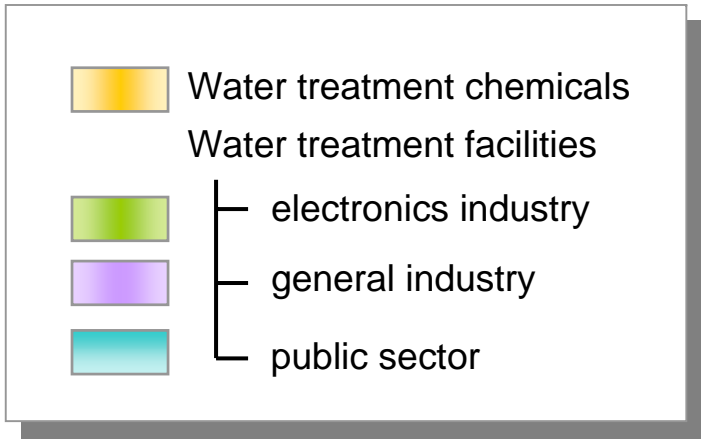 Water treatment chemicals
Water treatment facilities
electronics industry
general industry
public sector